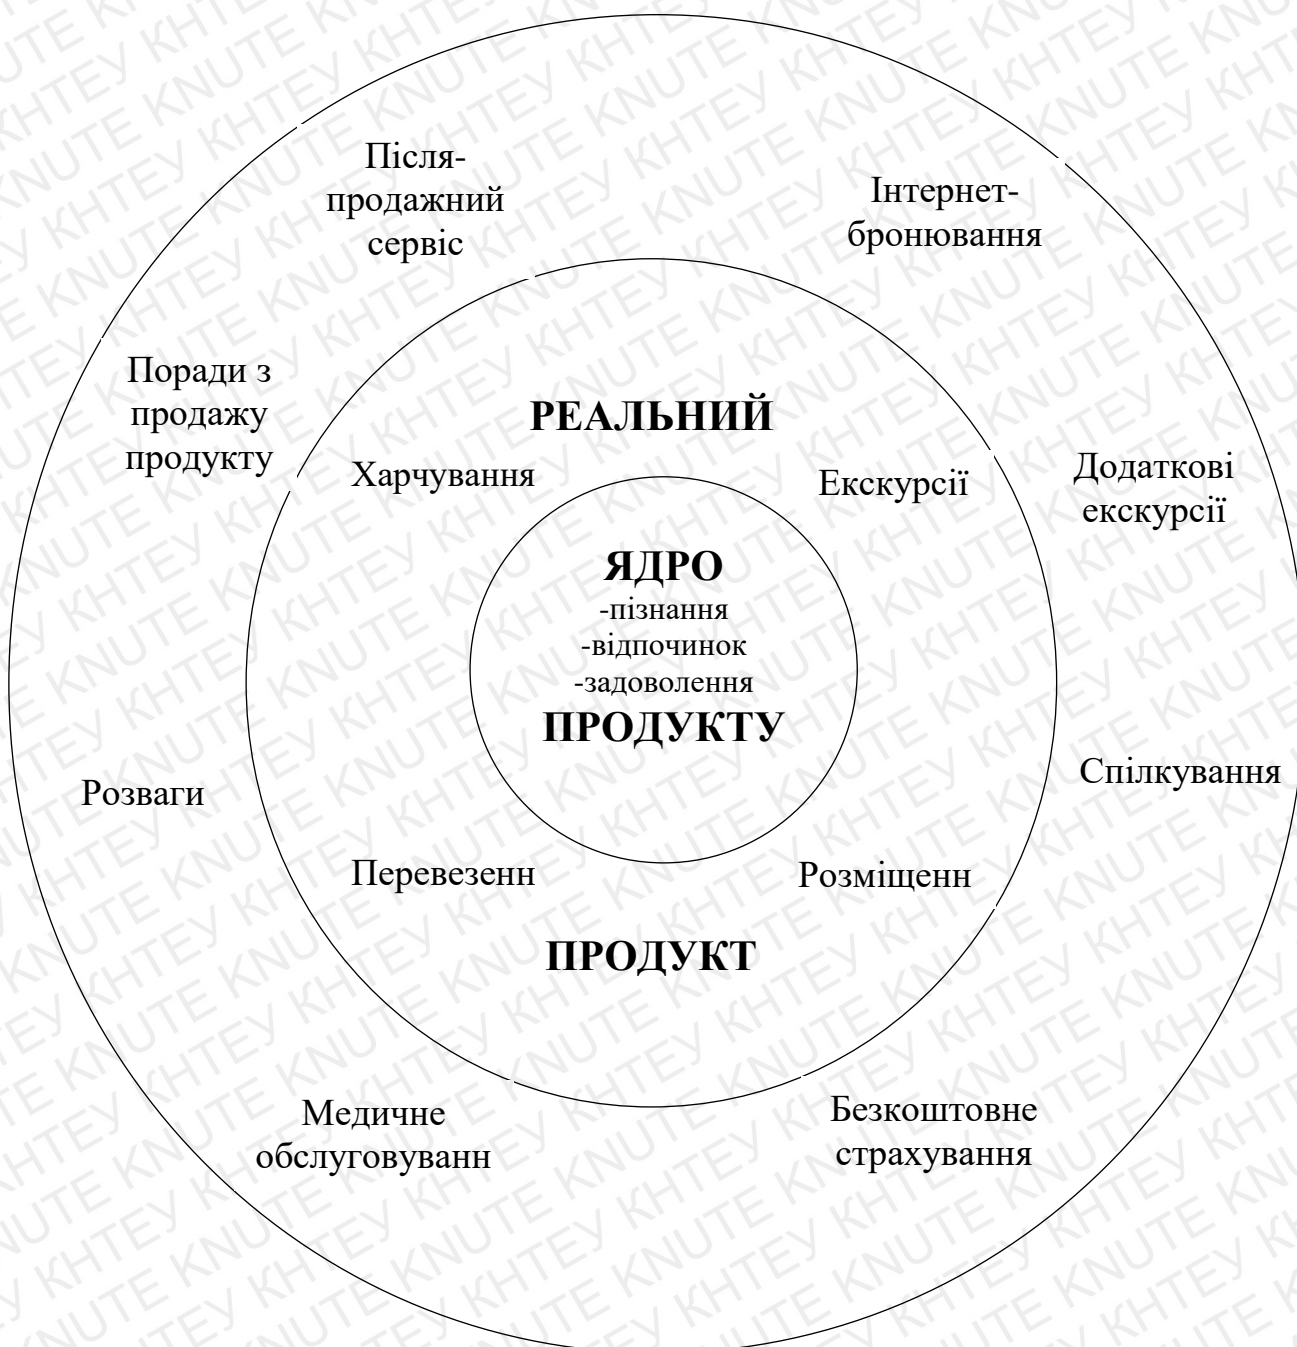 Після-
продажний
сервіс
Інтернет-
бронювання
Поради з
продажу
продукту
РЕАЛЬНИЙ
Харчування
Екскурсії
Додаткові
екскурсії
ЯДРО
-пізнання
-відпочинок
-задоволення
ПРОДУКТУ
Розваги
Спілкування
Перевезенн
Розміщенн
ПРОДУКТ
Медичне
обслуговуванн
Безкоштовне
страхування